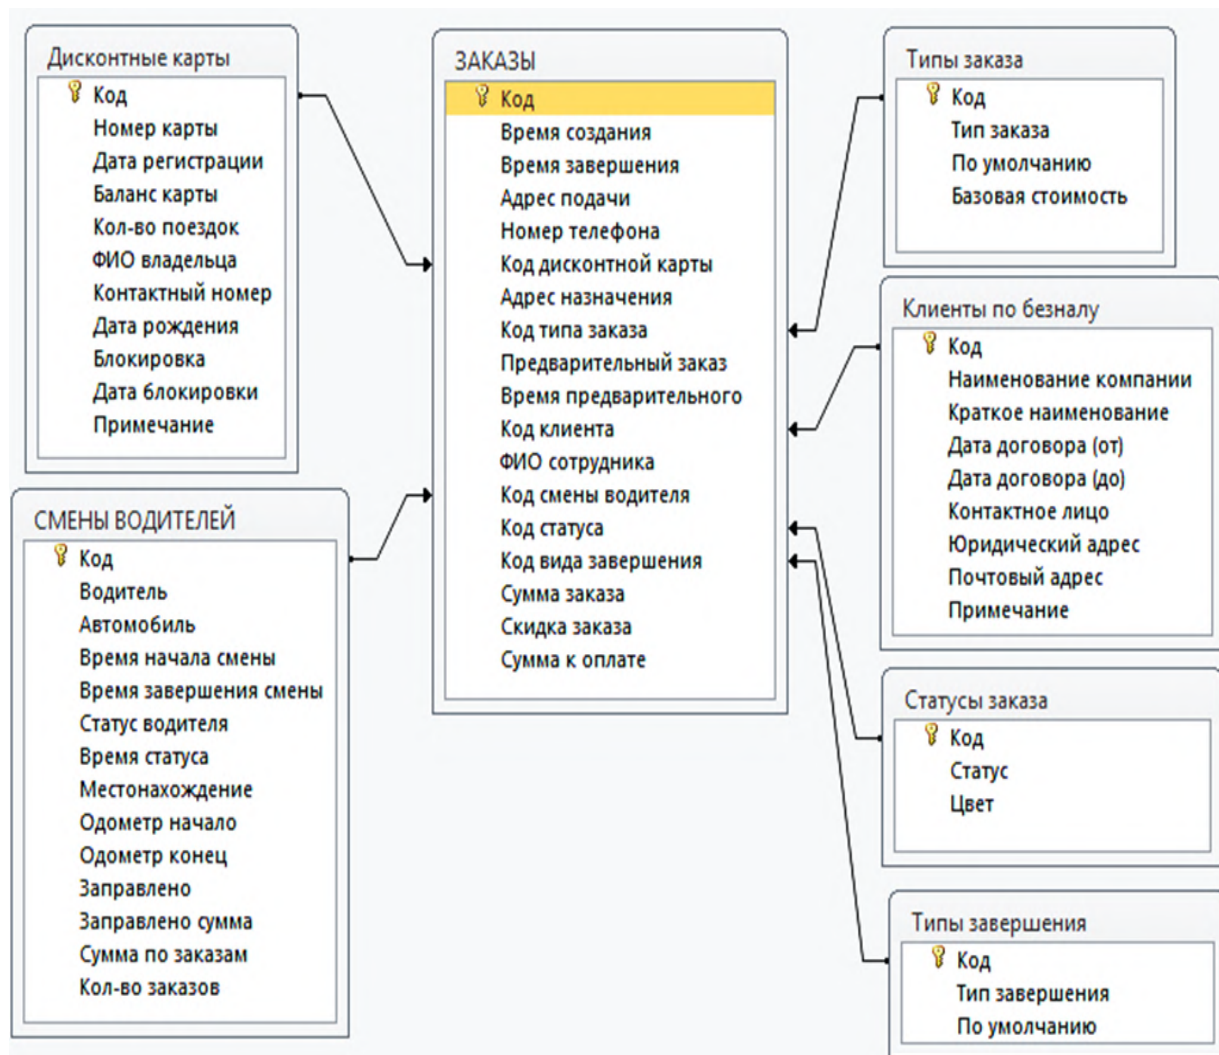 Дисконтные карты
Код
Номер карты
Дата регистрации
Баланс карты
Кол-во поездок
ФИО владельца
Контактный номер
Дата рождения
Блокировка
Дата блокировки
Примечание
СМЕНЫ ВОДИТЕЛЕЙ
Код
Водитель
Автомобиль
Время начала смены
Время завершения смены
Статус водителя
Время статуса
Местонахождение
Одометр начало
Одометр конец
Заправлено
Заправлено сумма
Сумма по заказам
Кол-во заказов
ЗАКАЗЫ
Код
Время создания
Время завершения
Адрес подачи
Номер телефона
Код дисконтной карты
Адрес назначения
Код типа заказа
Предварительный заказ
Время предварительного
Код клиента
ФИО сотрудника
Код смены водителя
Код статуса
Код вида завершения
Сумма заказа
Скидка заказа
Сумма к оплате
Типы заказа
Код
Тип заказа
По умолчанию
Базовая стоимость
Клиенты по безналу
Код
Наименование компании
Краткое наименование
Дата договора (от)
Дата договора (до)
Контактное лицо
Юридический адрес
Почтовый адрес
Примечание
Статусы заказа
Код
Статус
Цвет
Типы завершения
Код
Тип завершения
По умолчанию